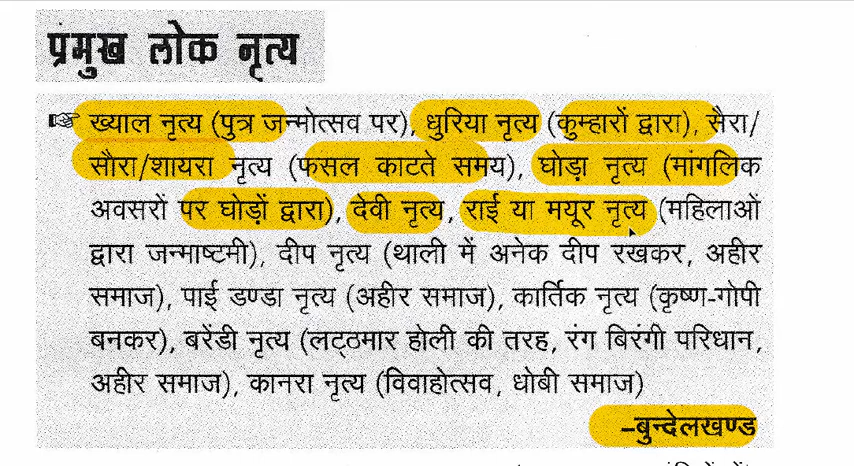 प्रमुख लोक नृत्य
☞ ख्याल नृत्य (पुत्र जन्मोत्सव पर), धुरिया नृत्य (कुम्हारों द्वारा), सैरा/
सौरा/शायरा नृत्य (फसल काटते समय), घोड़ा नृत्य (मांगलिक
अवसरों पर घोड़ों द्वारा), देवी नृत्य, राई या मयूर नृत्य (महिलाओं
द्वारा जन्माष्टमी), दीप नृत्य (थाली में अनेक दीप रखकर, अहीर
समाज), पाई डण्डा नृत्य (अहीर समाज), कार्तिक नृत्य (कृष्ण-गोपी
बनकर), बरेंडी नृत्य (लट्ठमार होली की तरह, रंग बिरंगी परिधान,
अहीर समाज), कानरा नृत्य (विवाहोत्सव, धोबी समाज)
–बुन्देलखण्ड